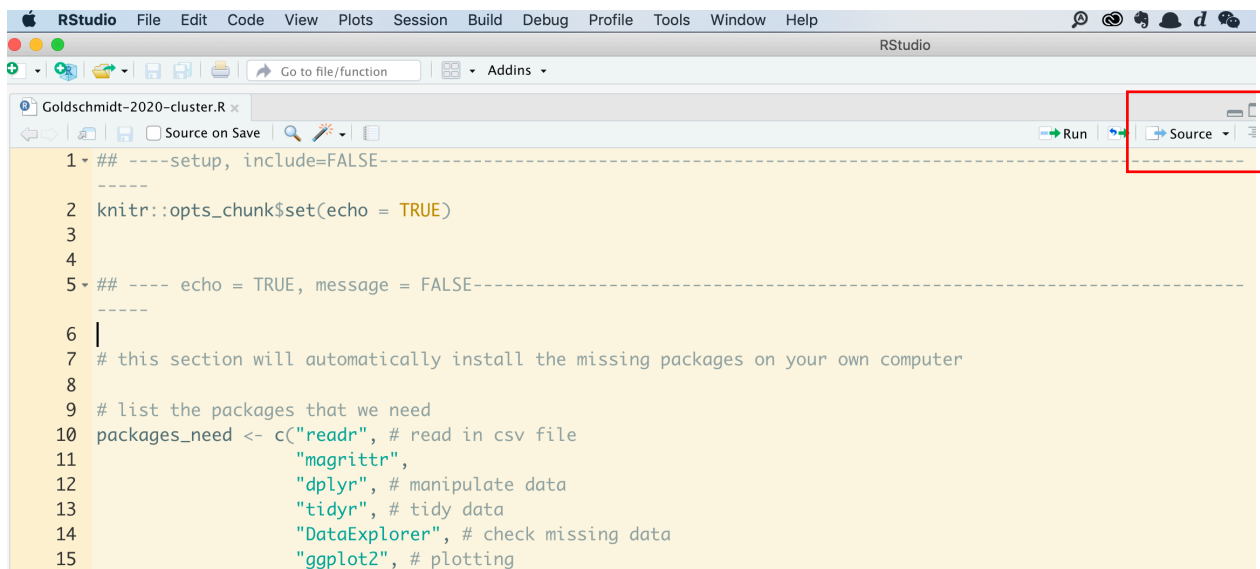 RStudio File Edit Code View Plots Session Build Debug Profile Tools Window Help
RStudio
Go to file/function Addins
Goldschmidt-2020-cluster.R
Source on Save Run Source
1 ## ----setup, include=FALSE-----------------------------------------------------------------------------------
-----
2 knitr::opts_chunk$set(echo = TRUE)
3
4
5 ## ---- echo = TRUE, message = FALSE--------------------------------------------------------------------------
-----
6
7 # this section will automatically install the missing packages on your own computer
8
9 # list the packages that we need
10 packages_need <- c("readr", # read in csv file
11 "magrittr",
12 "dplyr", # manipulate data
13 "tidyr", # tidy data
14 "DataExplorer", # check missing data
15 "ggplot2", # plotting